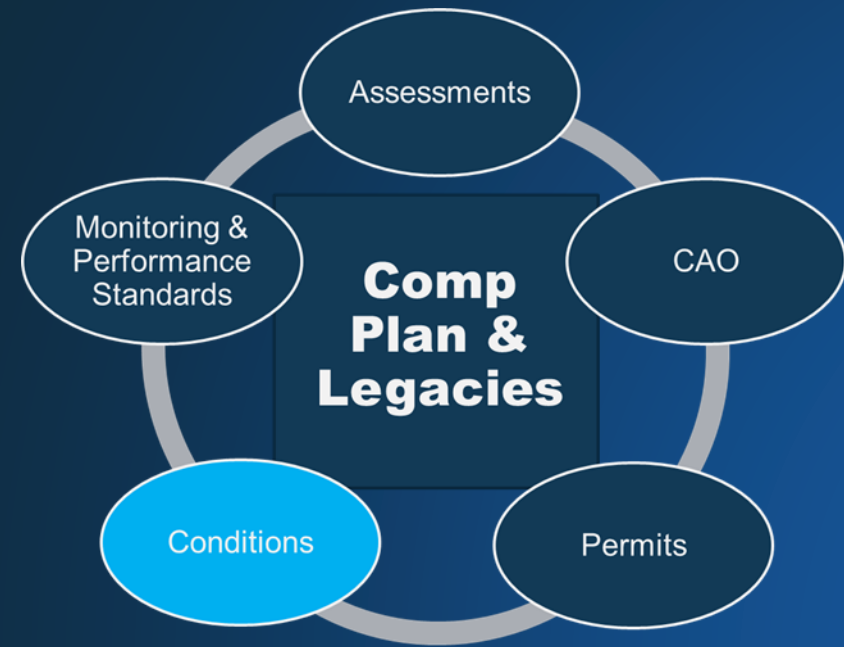 Assessments
Monitoring &
Performance
Standards
CAO
Comp
Plan &
Legacies
Conditions
Permits